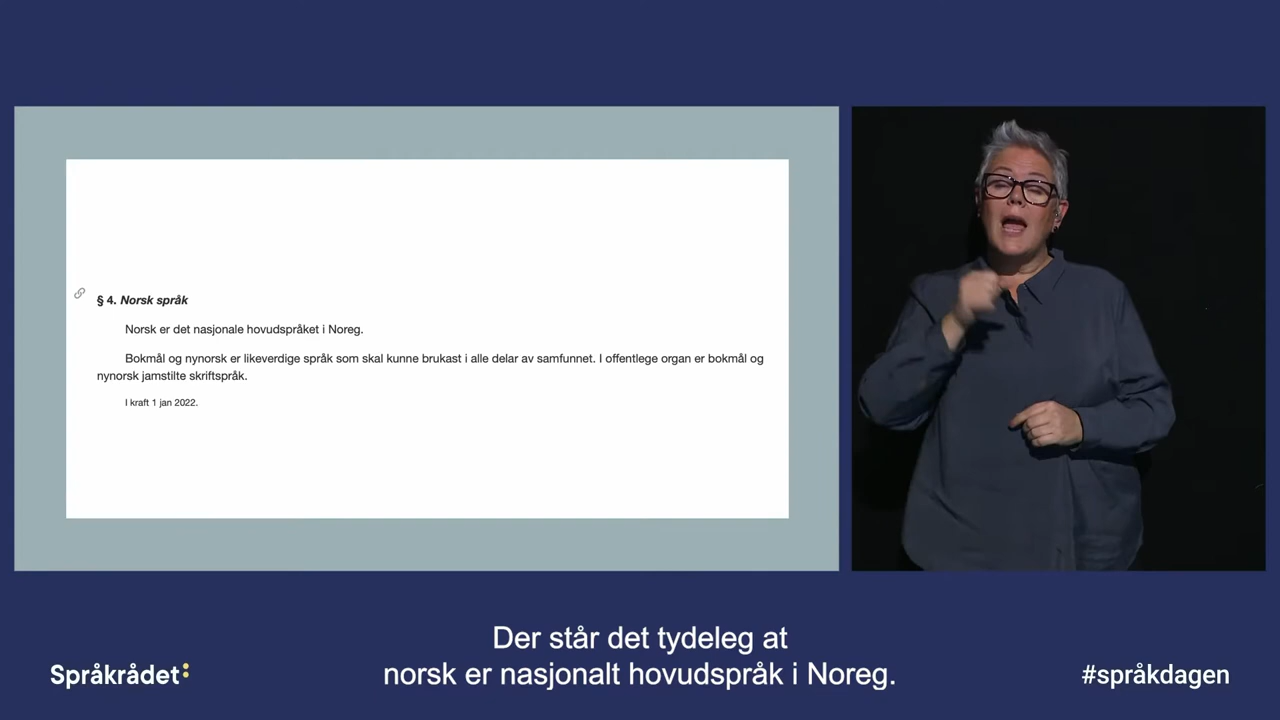 § 4. Norsk språk
Norsk er det nasjonale hovudspråket i Noreg.
Bokmål og nynorsk er likeverdige språk som skal kunne brukast i alle delar av samfunnet. I offentlege organ er bokmål og
nynorsk jamstilte skriftspråk.
I kraft 1 jan 2022.
Der står det tydeleg at
norsk er nasjonalt hovudspråk i Noreg.
Språkrådet:
#språkdagen